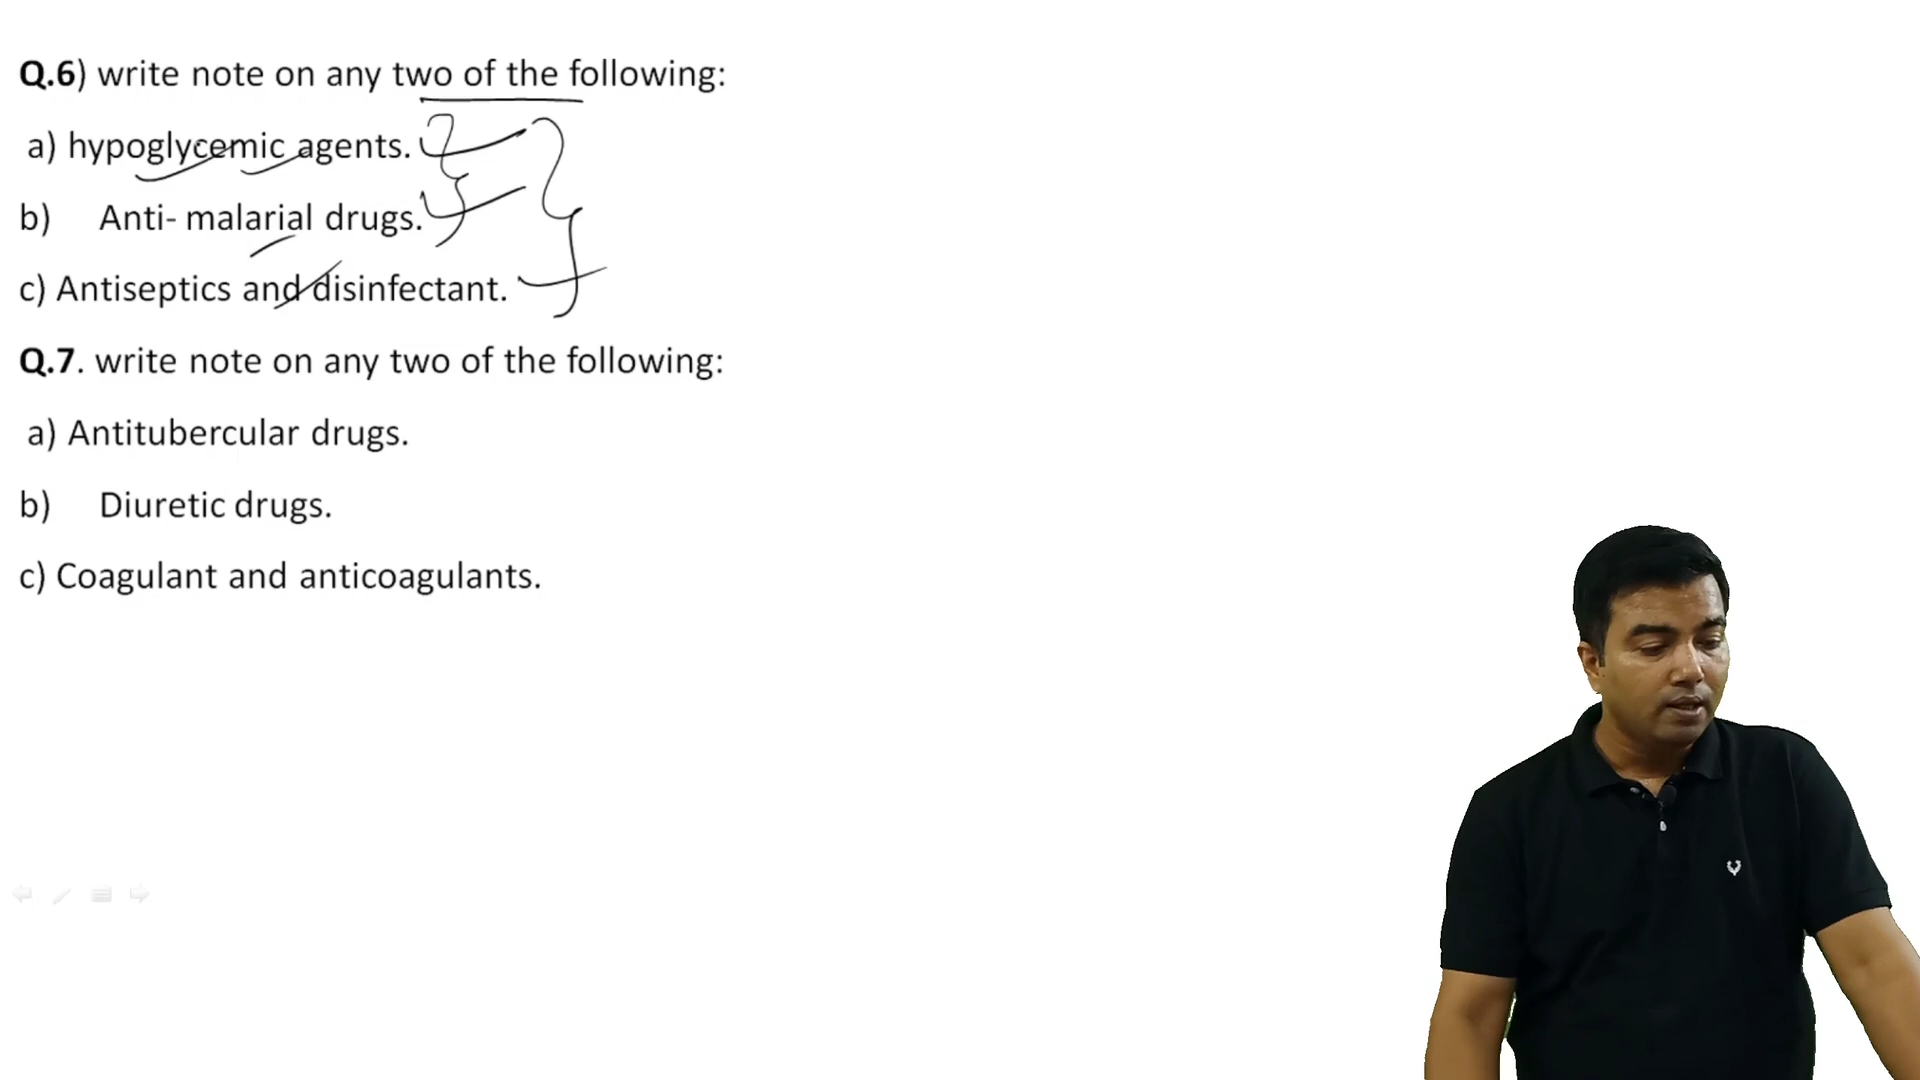 Q.6) write note on any two of the following:
a) hypoglycemic agents.
b) Anti- malarial drugs.
c) Antiseptics and disinfectant.
Q.7. write note on any two of the following:
a) Antitubercular drugs.
b) Diuretic drugs.
c) Coagulant and anticoagulants.